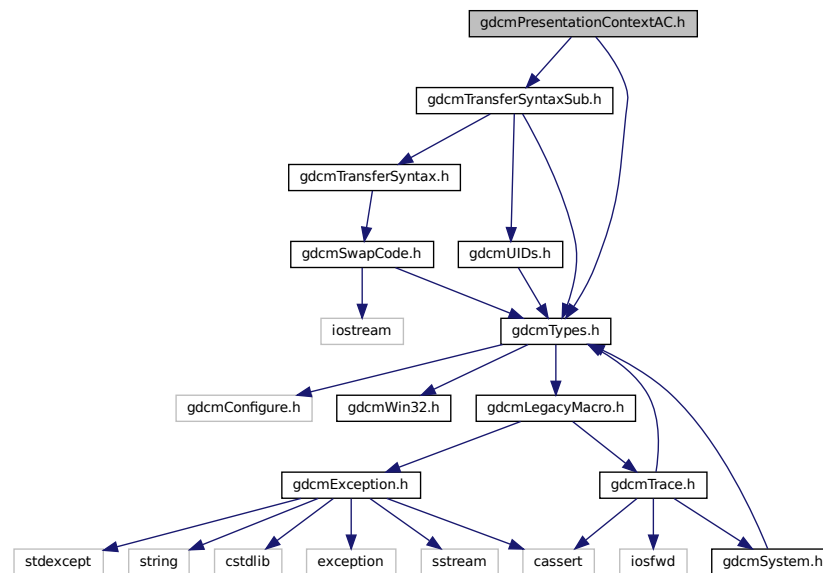 gdcmPresentationContextAC.h
gdcmTransferSyntaxSub.h
gdcmTransferSyntax.h
gdcmSwapCode.h
gdcmUIDs.h
iostream
gdcmTypes.h
gdcmConfigure.h
gdcmWin32.h
gdcmLegacyMacro.h
gdcmException.h
gdcmTrace.h
stdexcept
string
cstdlib
exception
sstream
cassert
iosfwd
gdcmSystem.h